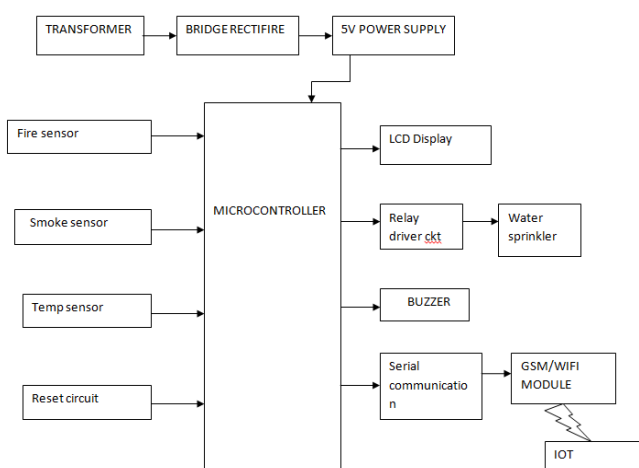 TRANSFORMER
BRIDGE RECTIFIRE
5V POWER SUPPLY
Fire sensor
LCD Display
MICROCONTROLLER
Smoke sensor
Relay
driver ckt
Water
sprinkler
Temp sensor
BUZZER
Serial
communicatio
n
GSM/WIFI
MODULE
Reset circuit
IOT